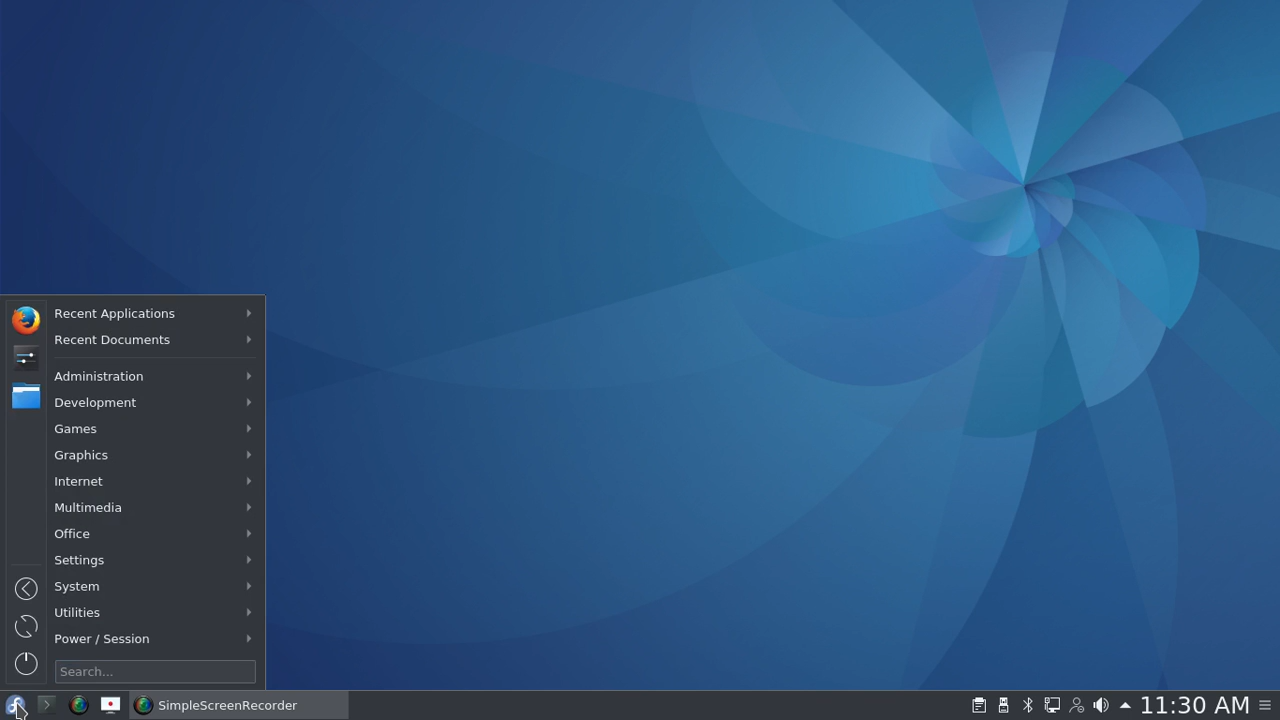 Recent Applications
Recent Documents
Administration
Development
Games
Graphics
Internet
Multimedia
Office
Settings
System
Utilities
Power / Session
Search...
SimpleScreenRecorder
11:30 AM